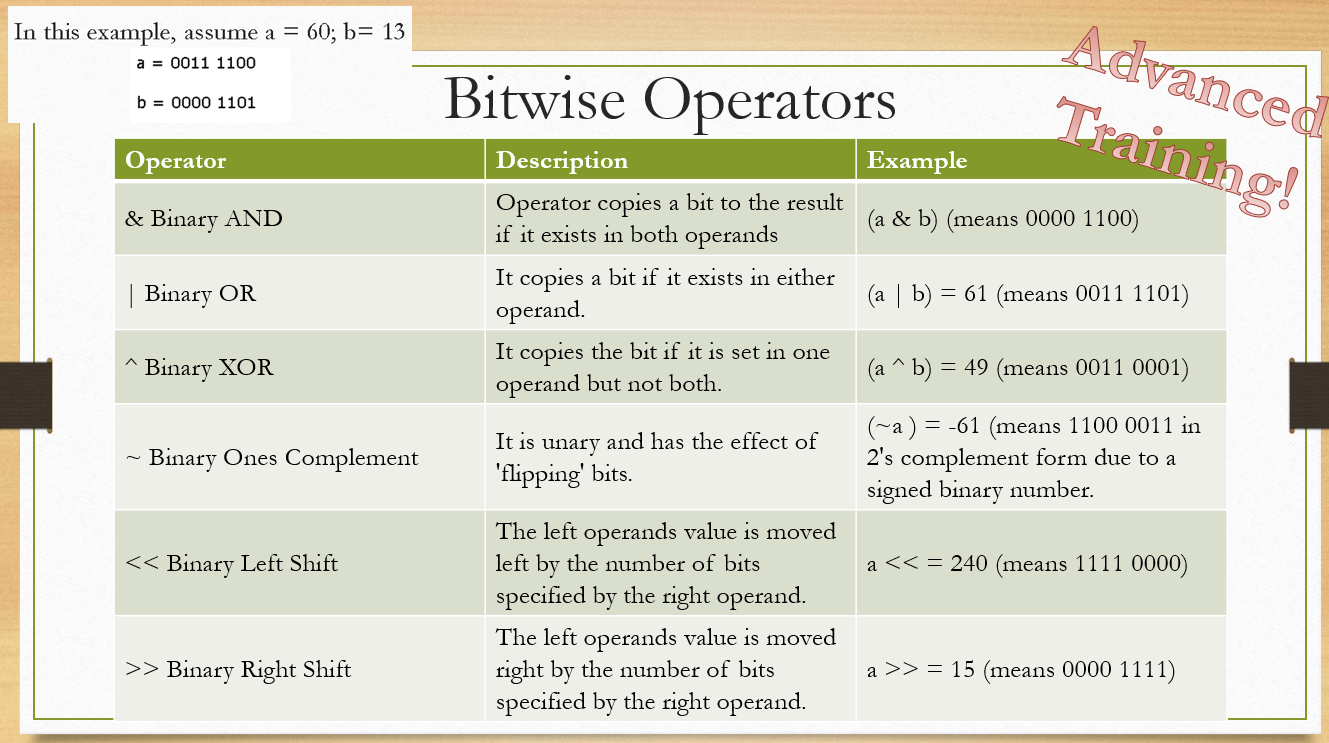 In this example, assume a = 60; b= 13
a = 0011 1100
b = 0000 1101
Bitwise Operators
Advanced
Training!
Operator
Description
Example
& Binary AND
Operator copies a bit to the result
if it exists in both operands
(a & b) (means 0000 1100)
| Binary OR
It copies a bit if it exists in either
operand.
(a | b) = 61 (means 0011 1101)
^ Binary XOR
It copies the bit if it is set in one
operand but not both.
(a ^ b) = 49 (means 0011 0001)
~ Binary Ones Complement
It is unary and has the effect of
'flipping' bits.
(~a ) = -61 (means 1100 0011 in
2's complement form due to a
signed binary number.
<< Binary Left Shift
The left operands value is moved
left by the number of bits
specified by the right operand.
a << = 240 (means 1111 0000)
>> Binary Right Shift
The left operands value is moved
right by the number of bits
specified by the right operand.
a >> = 15 (means 0000 1111)